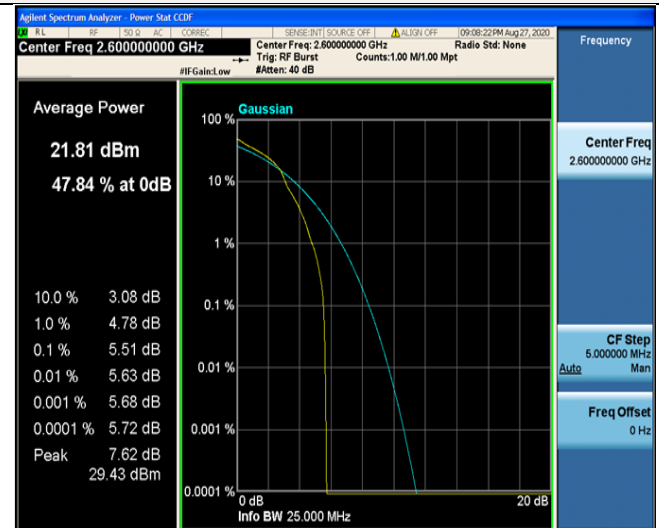 Agilent Spectrum Analyzer - Power Stat CCDF
RL RF 50 Ω AC CORREC SENSE:INT SOURCE OFF ALIGN OFF 09:08:22 PM Aug 27, 2020
Center Freq 2.600000000 GHz
Center Freq: 2.600000000 GHz Radio Std: None
Trig: RF Burst Counts:1.00 M/1.00 Mpt
#IFGain:Low #Atten: 40 dB
Frequency
Average Power
21.81 dBm
47.84 % at 0dB
10.0 % 3.08 dB
1.0 % 4.78 dB
0.1 % 5.51 dB
0.01 % 5.63 dB
0.001 % 5.68 dB
0.0001 % 5.72 dB
Peak 7.62 dB
29.43 dBm
Gaussian
100 %
10 %
1 %
0.1 %
0.01 %
0.001 %
0.0001 %
0 dB 20 dB
Info BW 25.000 MHz
Center Freq
2.600000000 GHz
CF Step
5.000000 MHz
Auto Man
Freq Offset
0 Hz